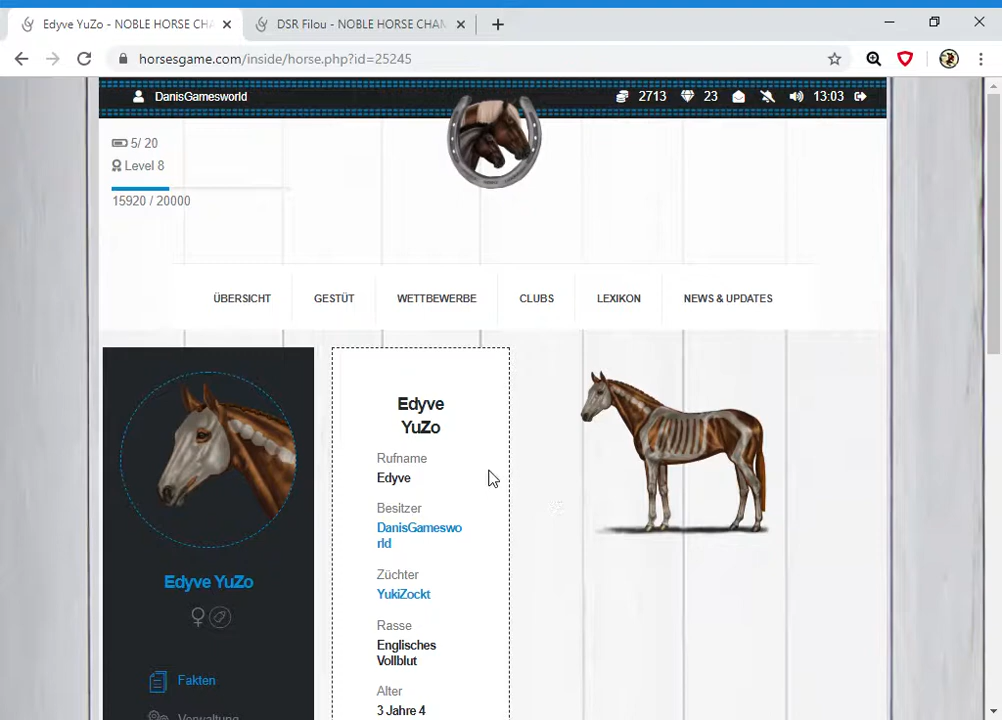 Edyve YuZo - NOBLE HORSE CHA
DSR Filou - NOBLE HORSE CHAN
horsesgame.com/inside/horse.php?id=25245
DanisGamesworld
2713
23
13:03
5/ 20
Level 8
15920 / 20000
ÜBERSICHT
GESTÜT
WETTBEWERBE
CLUBS
LEXIKON
NEWS & UPDATES
Edyve YuZo
Fakten
Verwaltung
Edyve
YuZo
Rufname
Edyve
Besitzer
DanisGameswo
rld
Züchter
YukiZockt
Rasse
Englisches
Vollblut
Alter
3 Jahre 4